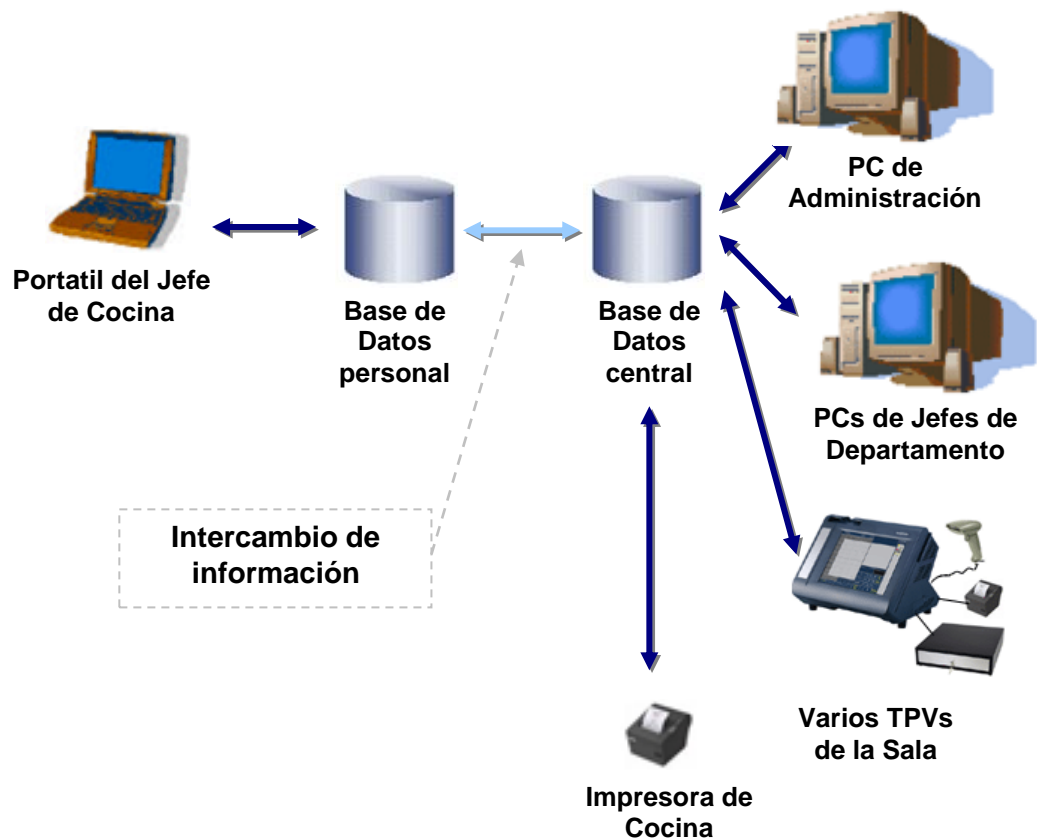 PC de
Administración
Portatil del Jefe
de Cocina
Base de
Datos
personal
Base de
Datos
central
PCs de Jefes de
Departamento
Intercambio de
información
Varios TPVs
de la Sala
Impresora de
Cocina